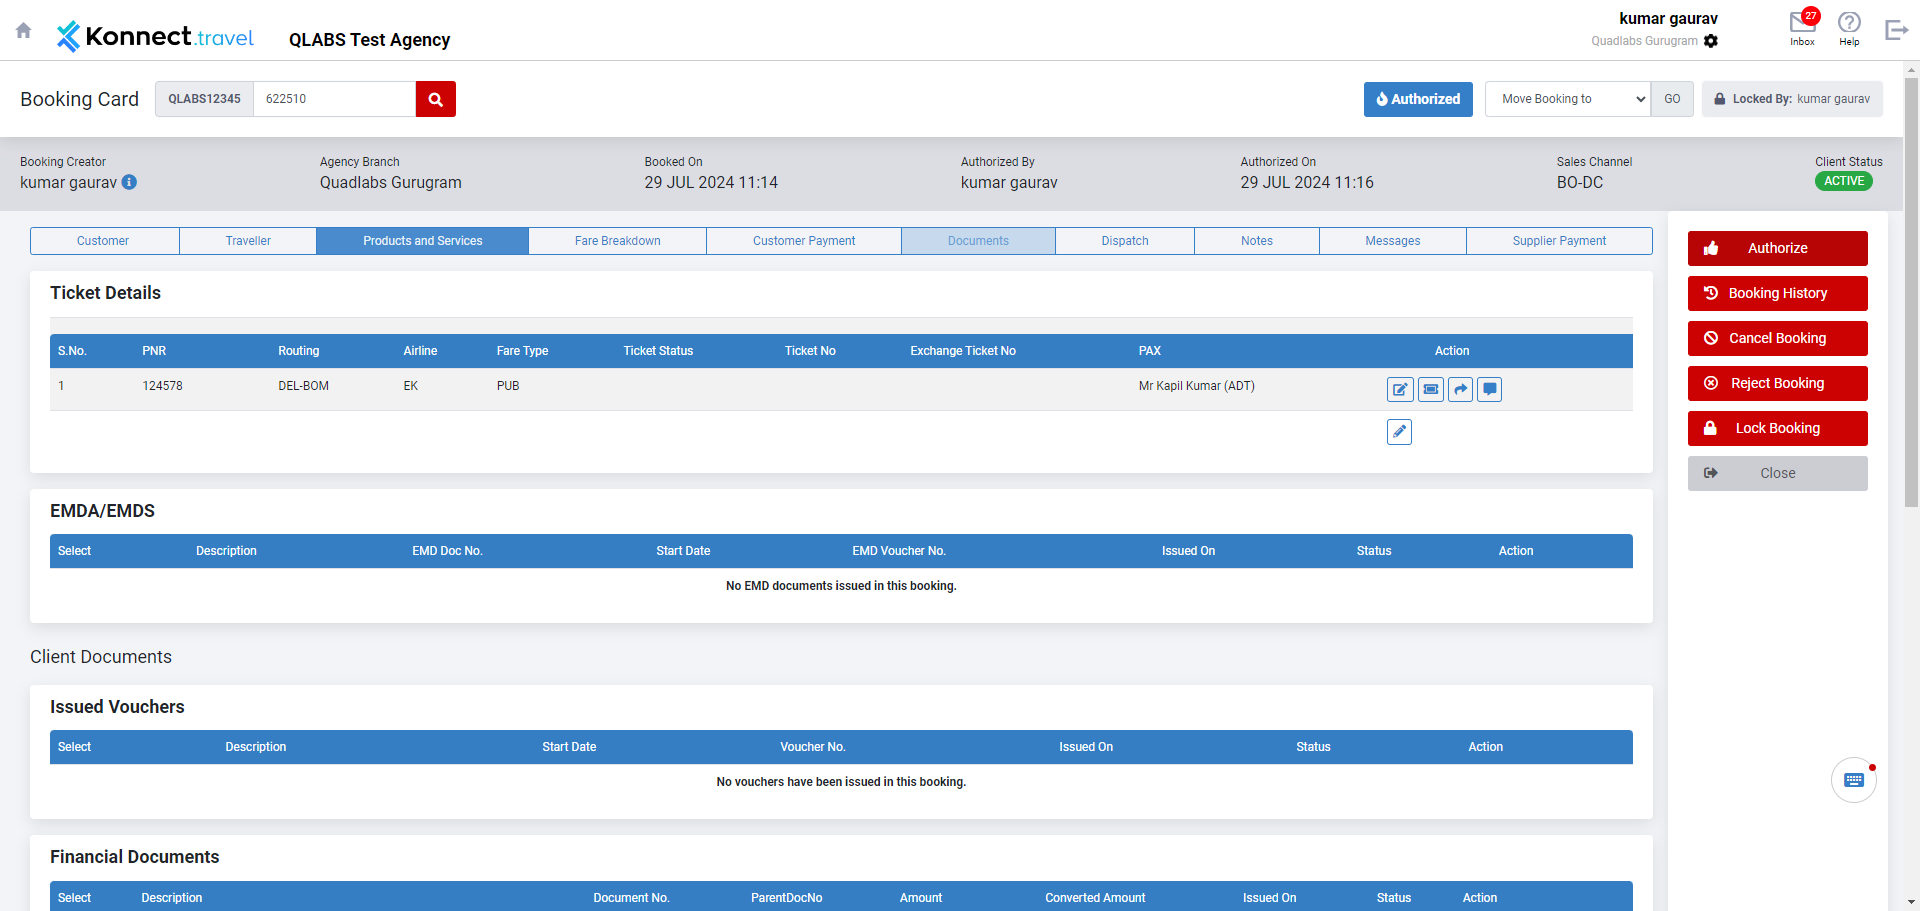 Konnect.travel
QLABS Test Agency
kumar gaurav
Quadlabs Gurugram
27
Inbox
Help
Booking Card
QLABS12345
622510
Authorized
Move Booking to
GO
Locked By: kumar gaurav
Booking Creator
kumar gaurav
Agency Branch
Quadlabs Gurugram
Booked On
29 JUL 2024 11:14
Authorized By
kumar gaurav
Authorized On
29 JUL 2024 11:16
Sales Channel
BO-DC
Client Status
ACTIVE
Customer
Traveller
Products and Services
Fare Breakdown
Customer Payment
Documents
Dispatch
Notes
Messages
Supplier Payment
Authorize
Booking History
Cancel Booking
Reject Booking
Lock Booking
Close
Ticket Details
S.No. PNR Routing Airline Fare Type Ticket Status Ticket No Exchange Ticket No PAX Action
1 124578 DEL-BOM EK PUB Mr Kapil Kumar (ADT)
EMDA/EMDS
Select Description EMD Doc No. Start Date EMD Voucher No. Issued On Status Action
No EMD documents issued in this booking.
Client Documents
Issued Vouchers
Select Description Start Date Voucher No. Issued On Status Action
No vouchers have been issued in this booking.
Financial Documents
Select Description Document No. ParentDocNo Amount Converted Amount Issued On Status Action